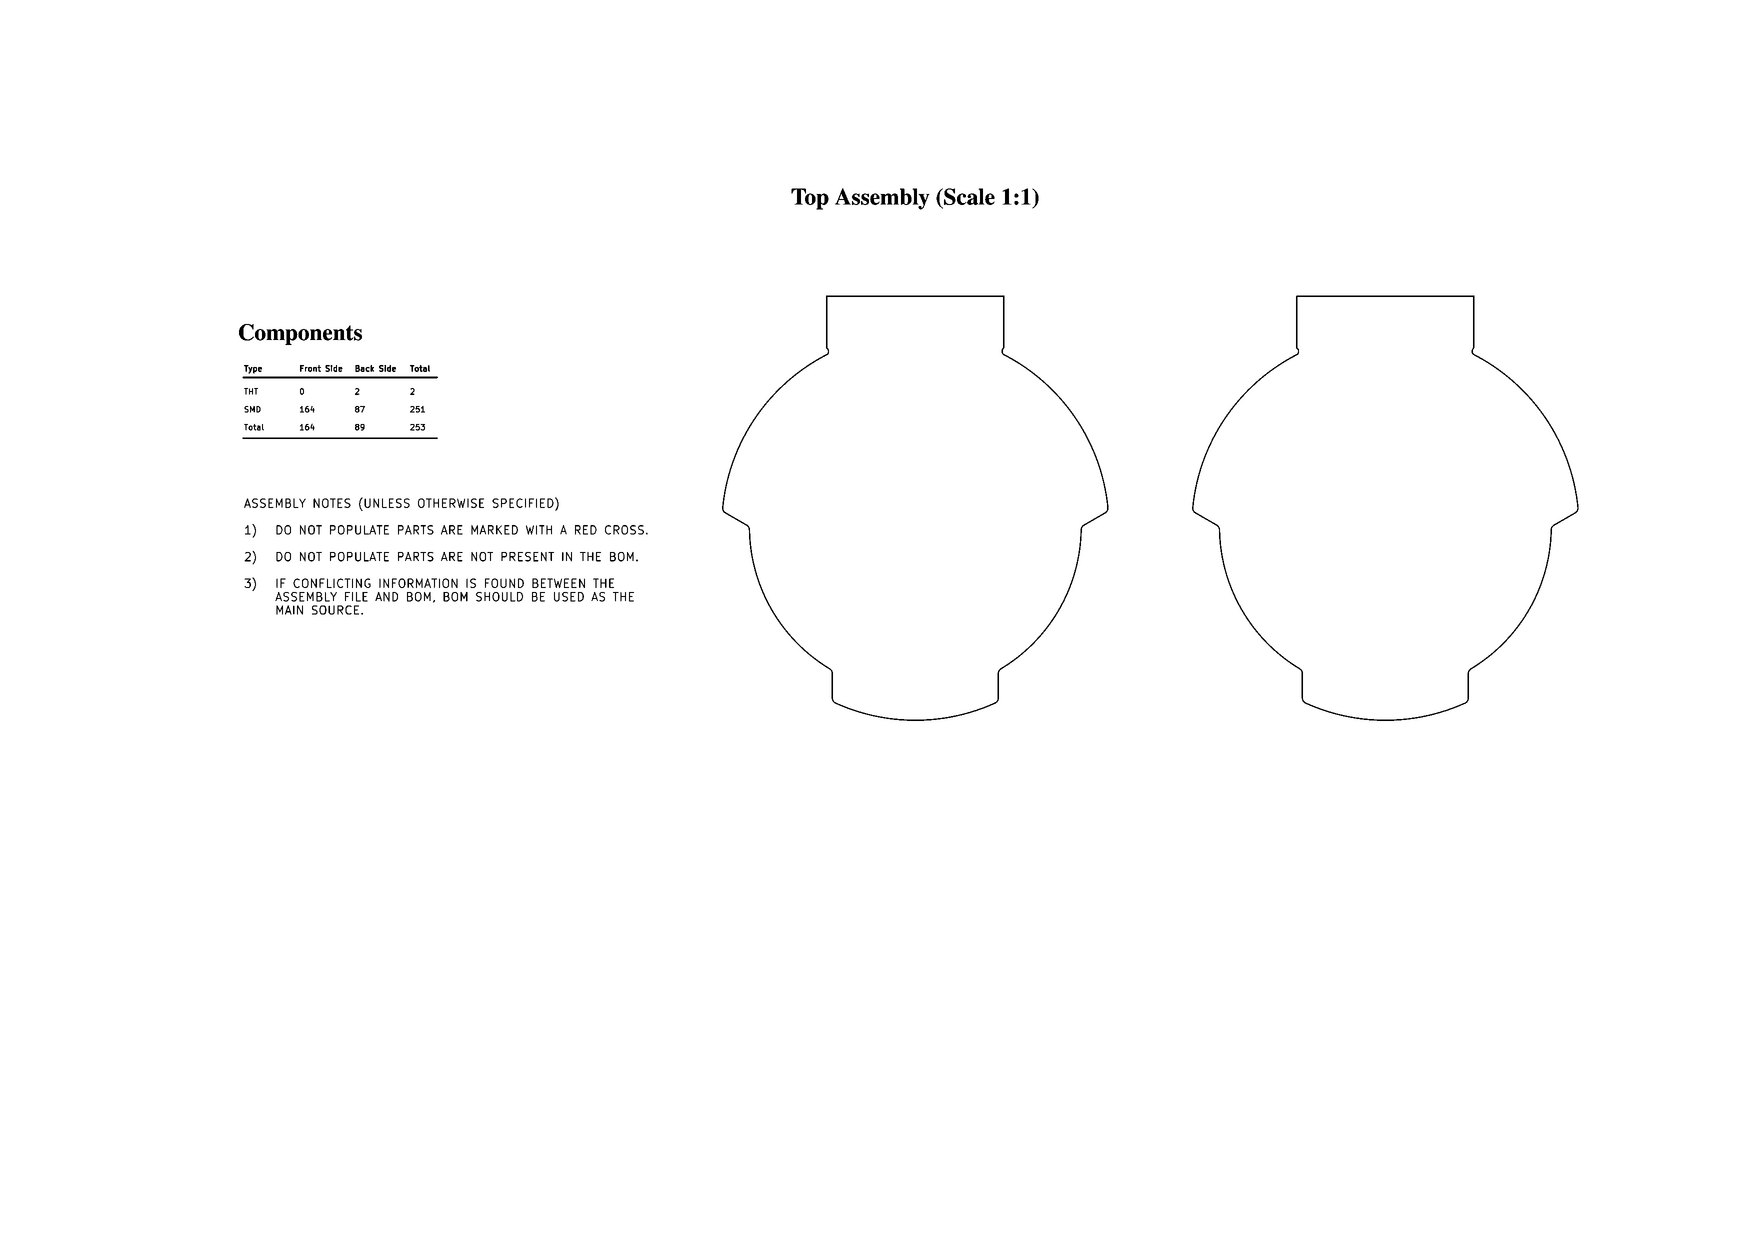 Top Assembly (Scale 1:1)
Components
Type Front Side Back Side Total
THT 0 2 2
SMD 164 87 251
Total 164 89 253
ASSEMBLY NOTES (UNLESS OTHERWISE SPECIFIED)
1) DO NOT POPULATE PARTS ARE MARKED WITH A RED CROSS.
2) DO NOT POPULATE PARTS ARE NOT PRESENT IN THE BOM.
3) IF CONFLICTING INFORMATION IS FOUND BETWEEN THE
ASSEMBLY FILE AND BOM, BOM SHOULD BE USED AS THE
MAIN SOURCE.